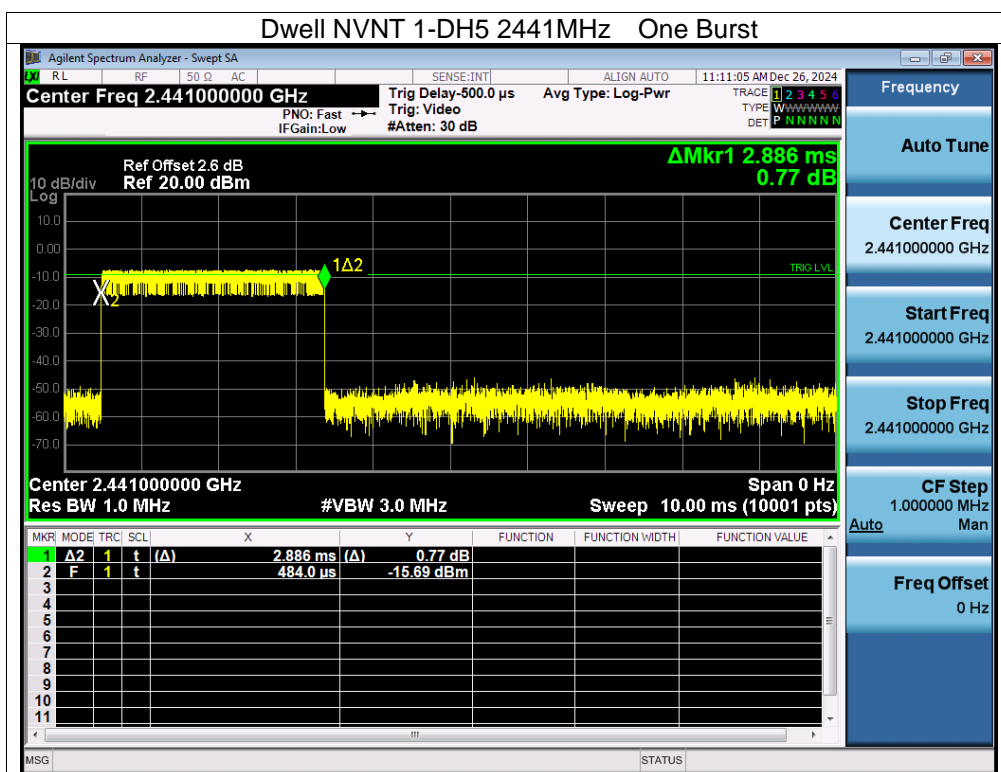 Dwell NVNT 1-DH5 2441MHz One Burst
Agilent Spectrum Analyzer - Swept SA
LXI RL RF 50 Ω AC SENSE:INT ALIGN AUTO 11:11:05 AM Dec 26, 2024
Center Freq 2.441000000 GHz Trig Delay-500.0 µs Avg Type: Log-Pwr TRACE 1 2 3 4 5 6
PNO: Fast Trig: Video TYPE WWWWWW
IFGain:Low #Atten: 30 dB DET P N N N N N
ΔMkr1 2.886 ms
0.77 dB
Ref Offset 2.6 dB
10 dB/div Ref 20.00 dBm
Log
10.0
0.00
1Δ2
TRIG LVL
-10.0
X2
-20.0
-30.0
-40.0
-50.0
-60.0
-70.0
Center 2.441000000 GHz Span 0 Hz
Res BW 1.0 MHz #VBW 3.0 MHz Sweep 10.00 ms (10001 pts)
MKR MODE TRC SCL X Y FUNCTION FUNCTION WIDTH FUNCTION VALUE
1 Δ2 1 t (Δ) 2.886 ms (Δ) 0.77 dB
2 F 1 t 484.0 µs -15.69 dBm
3
4
5
6
7
8
9
10
11
MSG STATUS
Frequency
Auto Tune
Center Freq
2.441000000 GHz
Start Freq
2.441000000 GHz
Stop Freq
2.441000000 GHz
CF Step
1.000000 MHz
Auto Man
Freq Offset
0 Hz